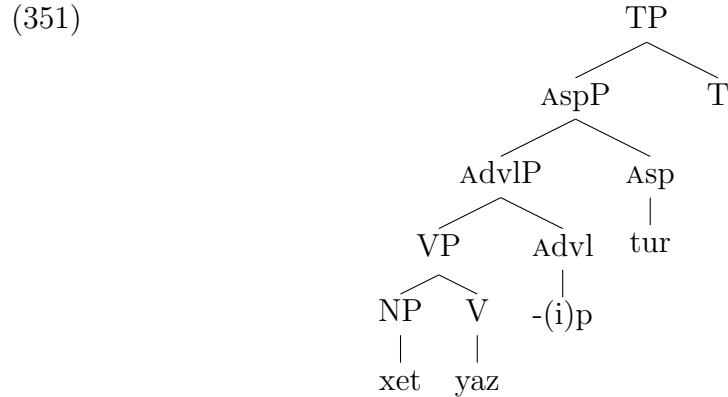 (351) TP
AspP T
AdvlP Asp
VP Advl tur
NP V -(i)p
xet yaz